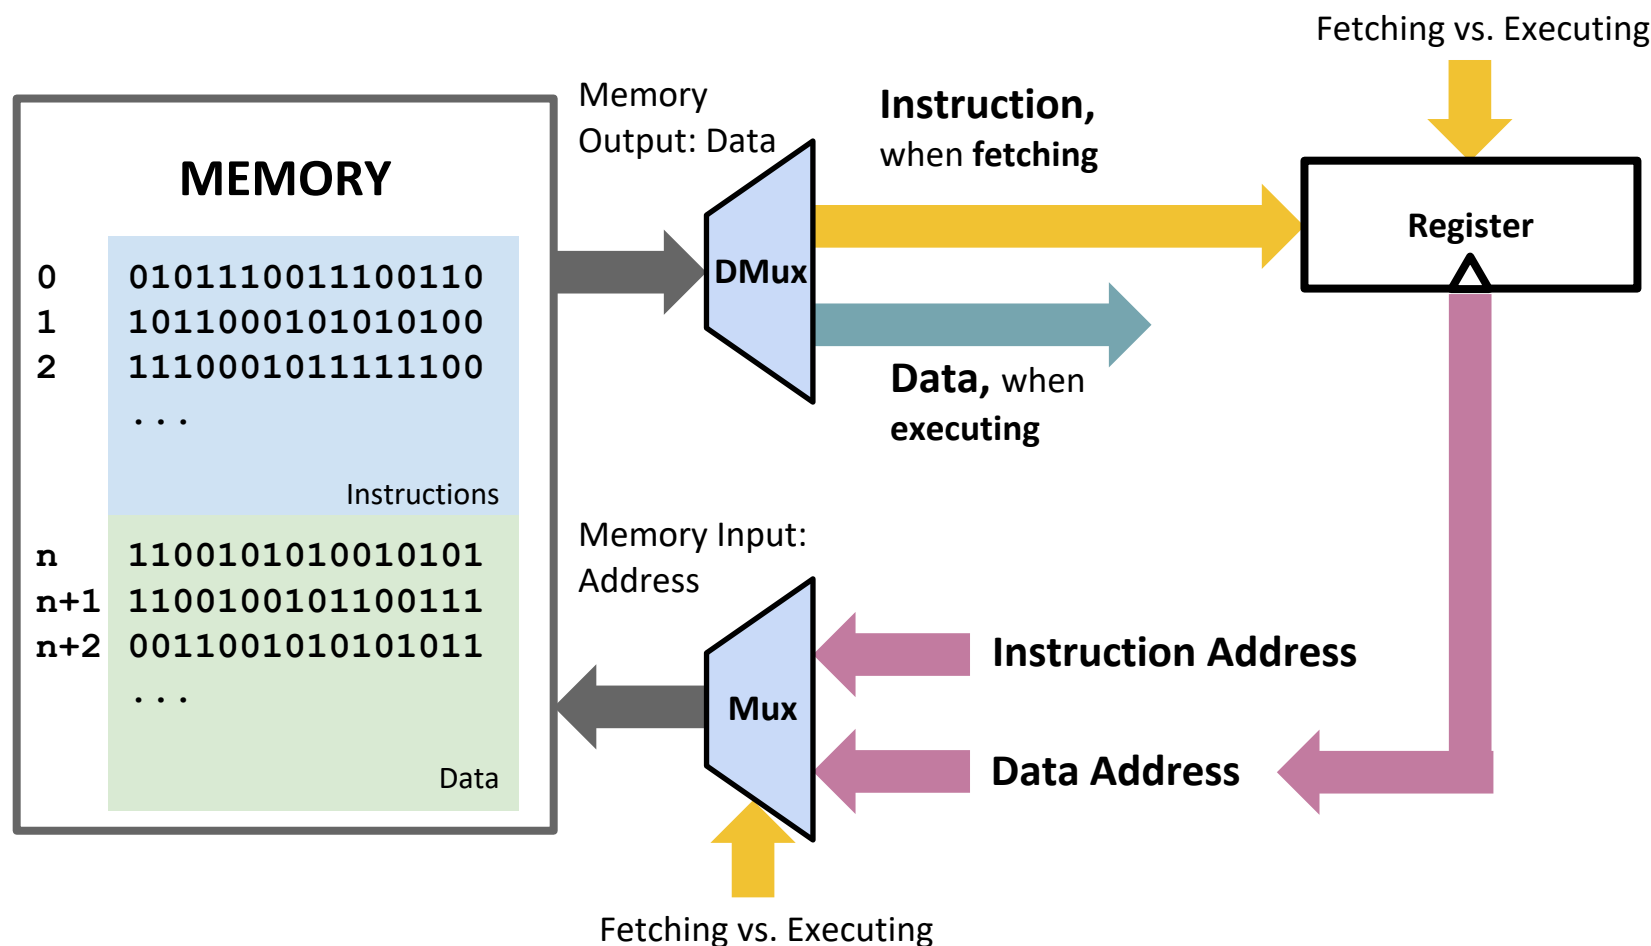 Fetching vs. Executing
Memory
Output: Data
Instruction,
when fetching
MEMORY
Register
DMux
0 0101110011100110
1 1011000101010100
2 1110001011111100
...
Instructions
Data, when
executing
Memory Input:
Address
n 1100101010010101
n+1 1100100101100111
n+2 0011001010101011
...
Data
Mux
Instruction Address
Data Address
Fetching vs. Executing